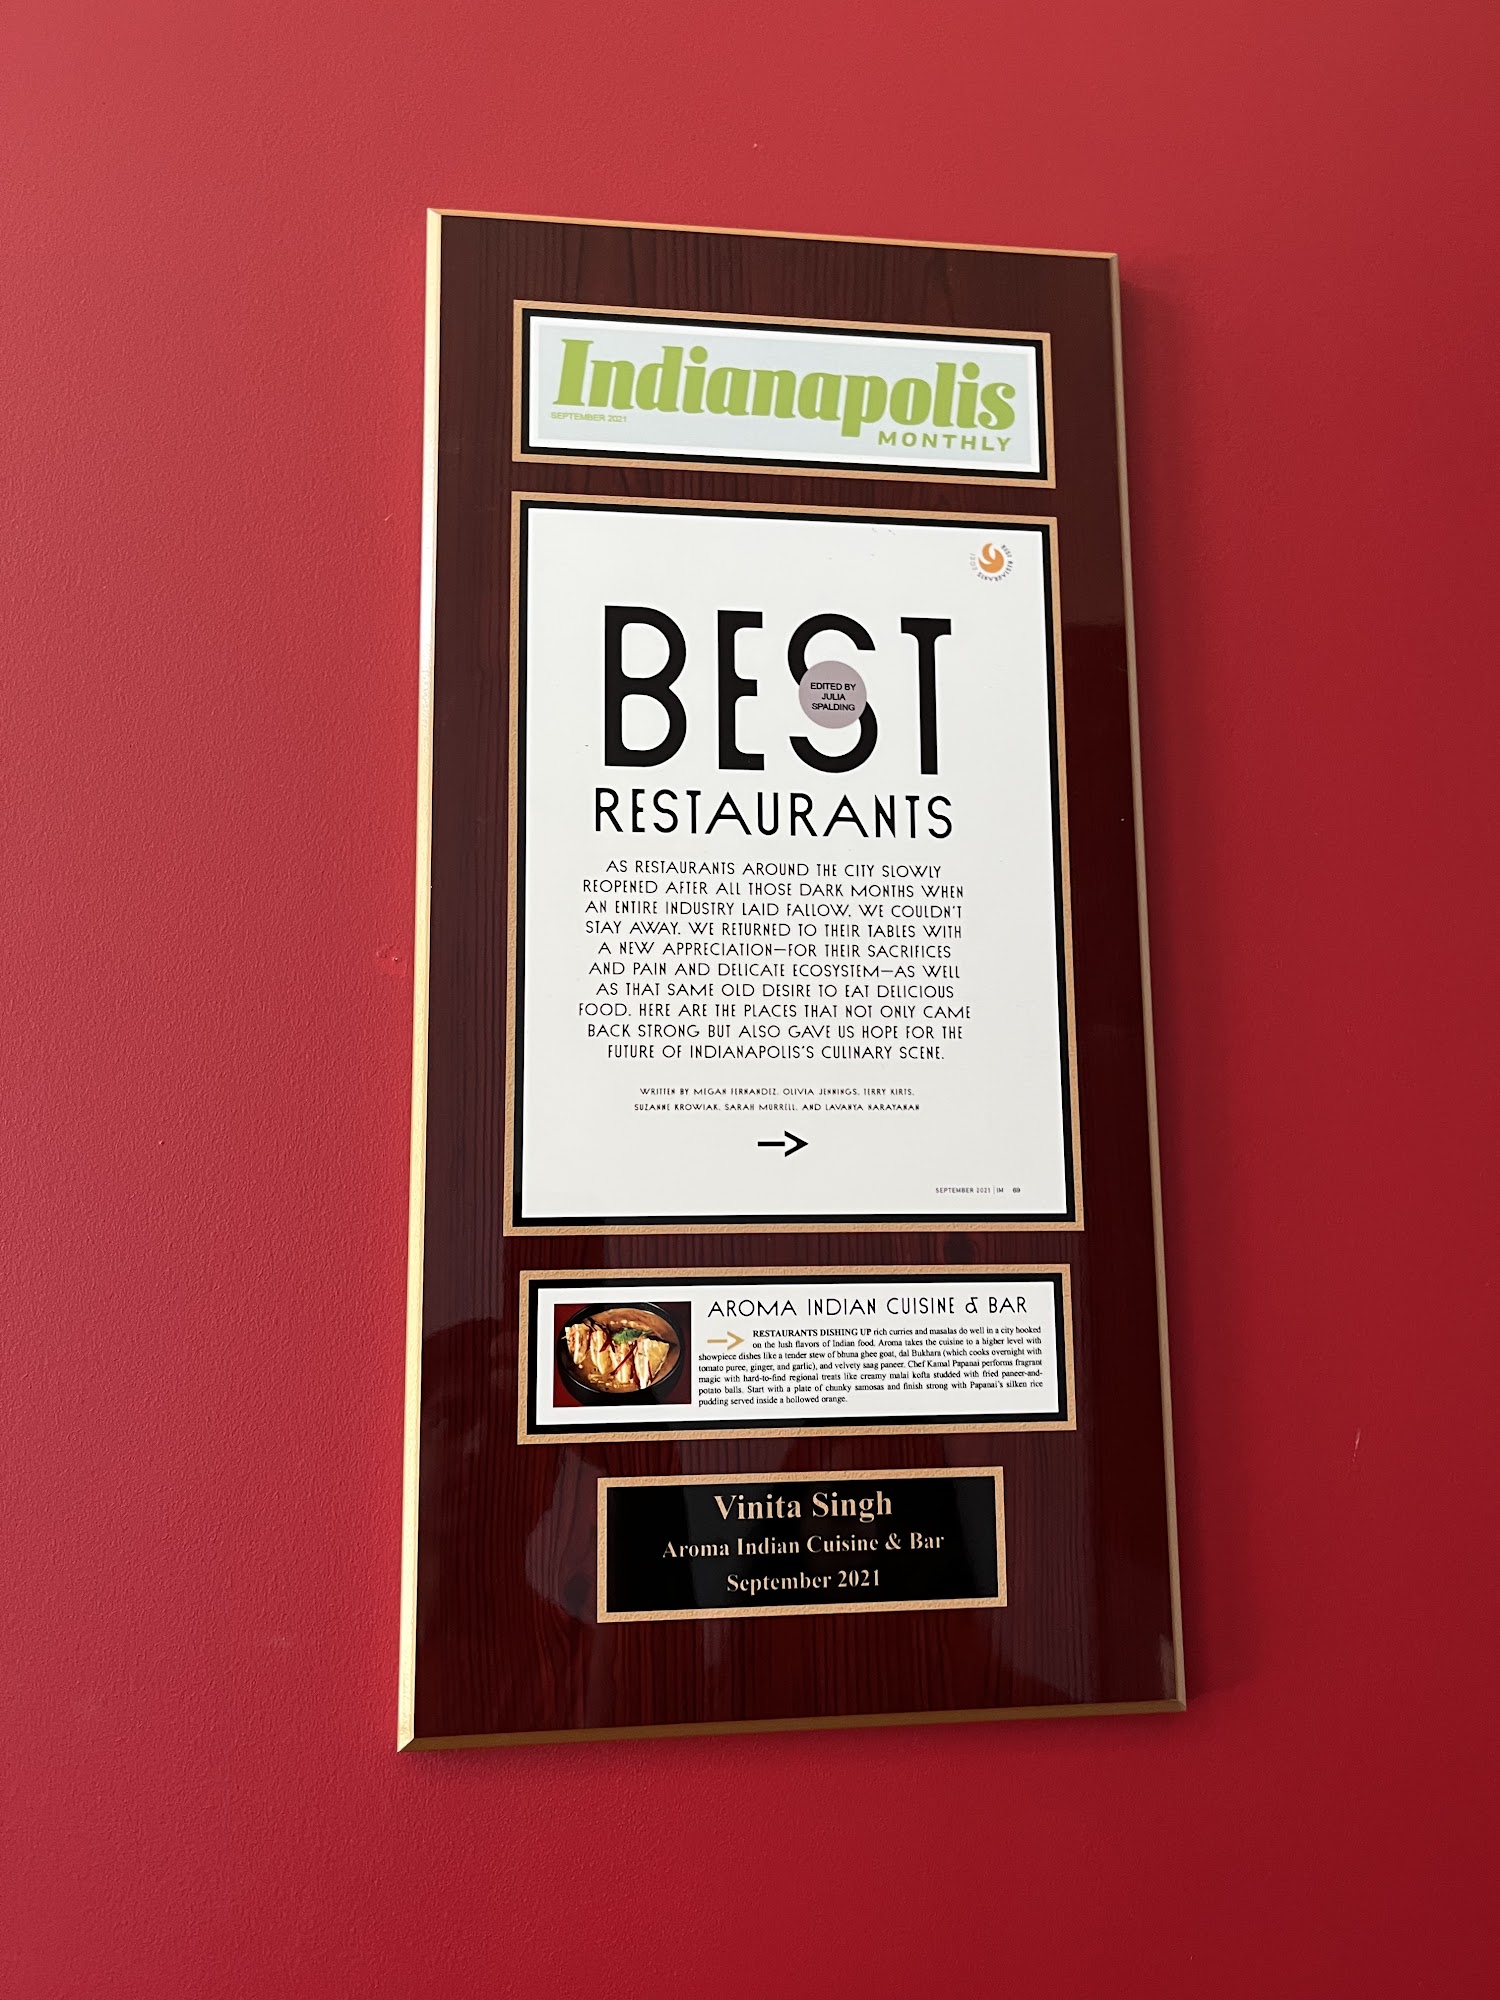 Indianapolis
SEPTEMBER 2021
MONTHLY
BEST RESTAURANTS 2021
BEST
EDITED BY
JULIA
SPALDING
RESTAURANTS
AS RESTAURANTS AROUND THE CITY SLOWLY
REOPENED AFTER ALL THOSE DARK MONTHS WHEN
AN ENTIRE INDUSTRY LAID FALLOW, WE COULDN'T
STAY AWAY. WE RETURNED TO THEIR TABLES WITH
A NEW APPRECIATION—FOR THEIR SACRIFICES
AND PAIN AND DELICATE ECOSYSTEM—AS WELL
AS THAT SAME OLD DESIRE TO EAT DELICIOUS
FOOD. HERE ARE THE PLACES THAT NOT ONLY CAME
BACK STRONG BUT ALSO GAVE US HOPE FOR THE
FUTURE OF INDIANAPOLIS'S CULINARY SCENE.
WRITTEN BY MEGAN FERNANDEZ, OLIVIA JENNINGS, TERRY KIRTS,
SUZANNE KROWIAK, SARAH MURRELL, AND LAVANYA NARAYANAN
SEPTEMBER 2021 | IM 69
AROMA INDIAN CUISINE & BAR
RESTAURANTS DISHING UP rich curries and masalas do well in a city hooked
on the lush flavors of Indian food. Aroma takes the cuisine to a higher level with
showpiece dishes like a tender stew of bhuna ghee goat, dal Bukhara (which cooks overnight with
tomato puree, ginger, and garlic), and velvety saag paneer. Chef Kamal Papanai performs fragrant
magic with hard-to-find regional treats like creamy malai kofta studded with fried paneer-and-
potato balls. Start with a plate of chunky samosas and finish strong with Papanai's silken rice
pudding served inside a hollowed orange.
Vinita Singh
Aroma Indian Cuisine & Bar
September 2021